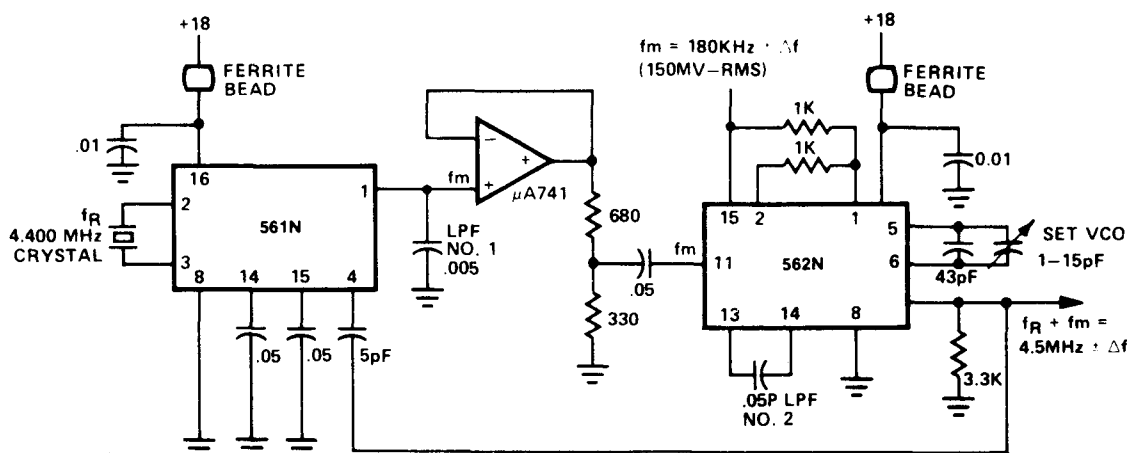 +18
FERRITE
BEAD
.01
16
2
fR
4.400 MHz
CRYSTAL
3
561N
1
8
14
15
4
.05
.05
5pF
fm
LPF
NO. 1
.005
−
+
+
µA741
680
330
.05
fm
fm = 180KHz ± Δf
(150MV–RMS)
1K
1K
+18
FERRITE
BEAD
0.01
15
2
1
11
562N
5
6
13
14
8
43pF
SET VCO
1–15pF
.05P LPF
NO. 2
3.3K
fR + fm =
4.5MHz ± Δf